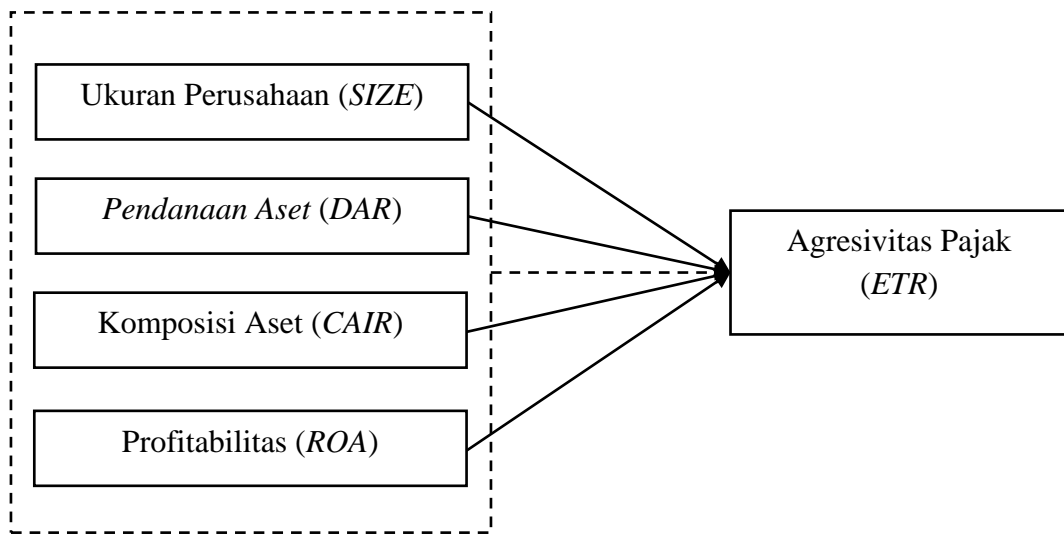 Ukuran Perusahaan (SIZE)
Pendanaan Aset (DAR)
Komposisi Aset (CAIR)
Profitabilitas (ROA)
Agresivitas Pajak
(ETR)